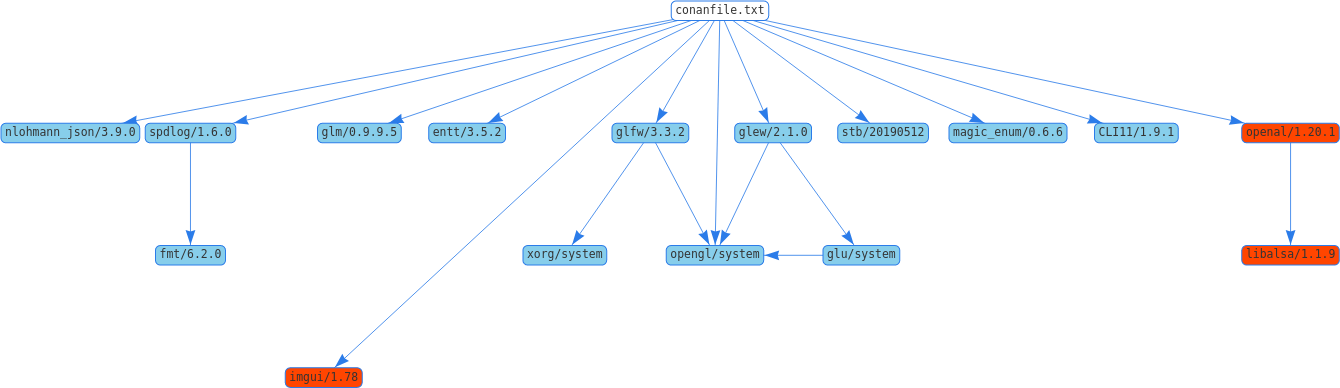 conanfile.txt
nlohmann_json/3.9.0
spdlog/1.6.0
glm/0.9.9.5
entt/3.5.2
glfw/3.3.2
glew/2.1.0
stb/20190512
magic_enum/0.6.6
CLI11/1.9.1
openal/1.20.1
fmt/6.2.0
xorg/system
opengl/system
glu/system
libalsa/1.1.9
imgui/1.78